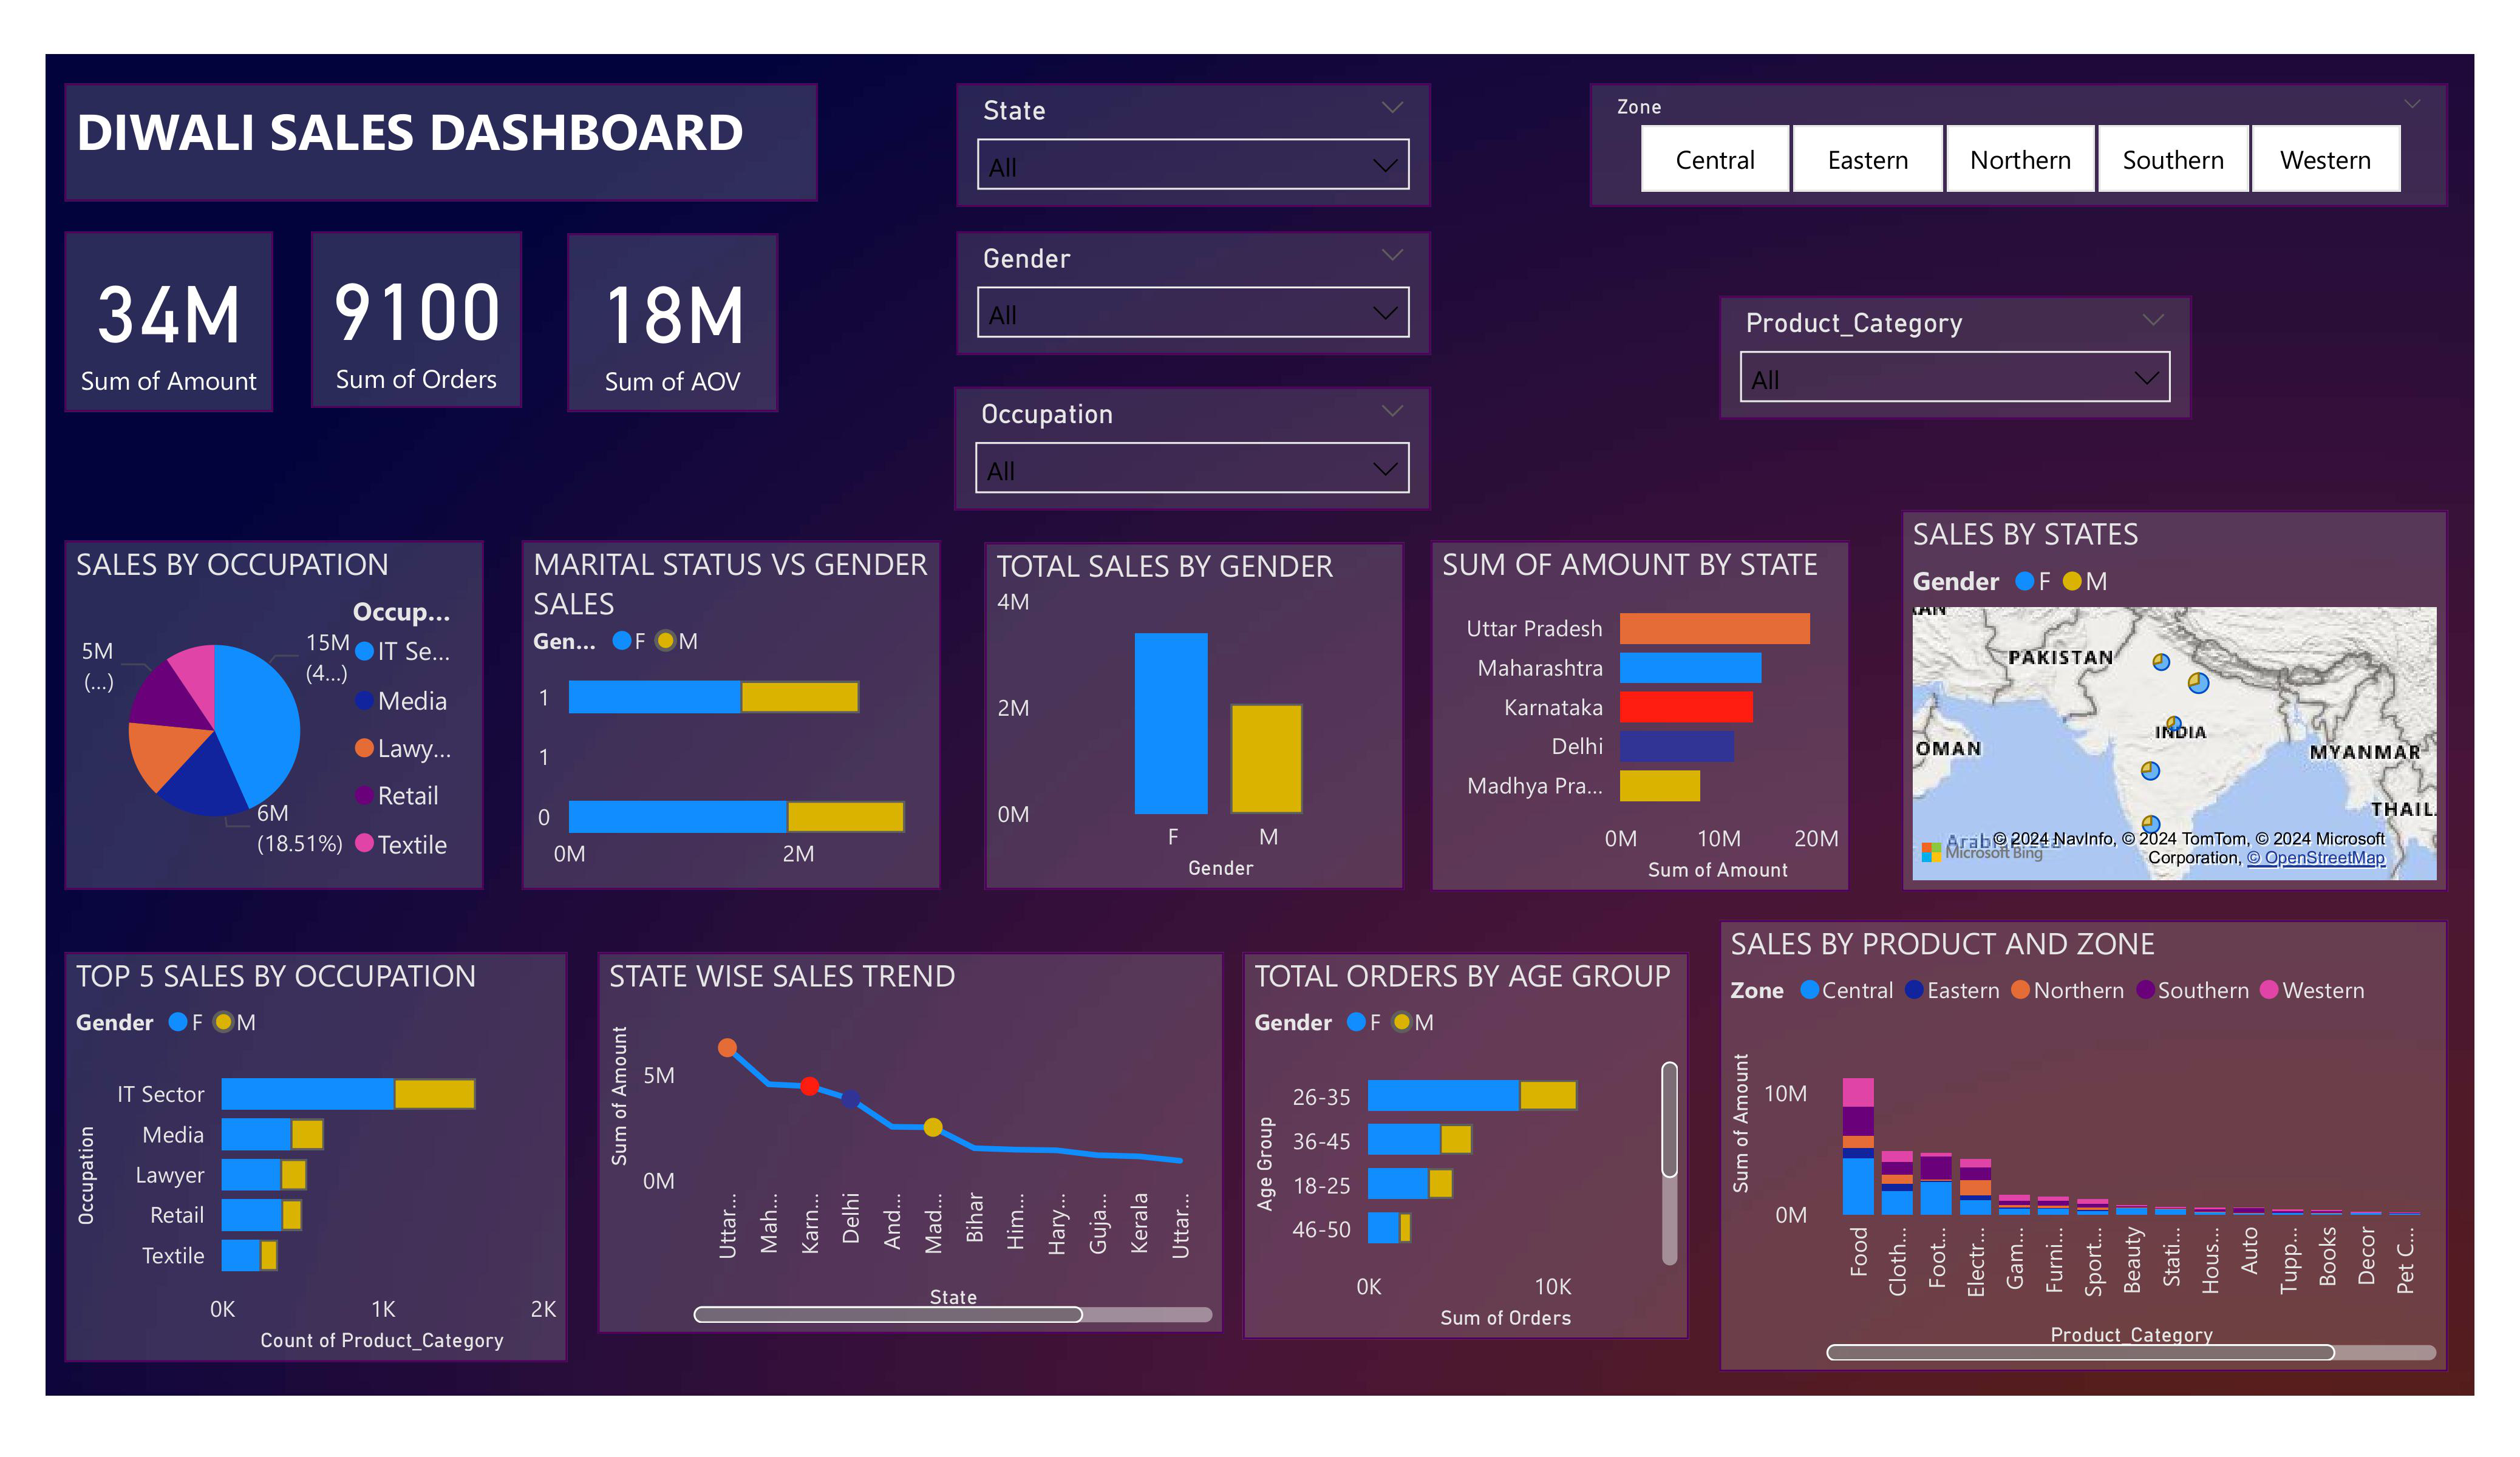 DIWALI SALES DASHBOARD
State
All
Zone
Central
Eastern
Northern
Southern
Western
34M
Sum of Amount
9100
Sum of Orders
18M
Sum of AOV
Gender
All
Product_Category
All
Occupation
All
SALES BY OCCUPATION
Occup...
IT Se...
Media
Lawy...
Retail
Textile
15M
(4...)
5M
(...)
6M
(18.51%)
MARITAL STATUS VS GENDER
SALES
Gen... F M
1
1
0
0M 2M
TOTAL SALES BY GENDER
4M
2M
0M
F M
Gender
SUM OF AMOUNT BY STATE
Uttar Pradesh
Maharashtra
Karnataka
Delhi
Madhya Pra...
0M 10M 20M
Sum of Amount
SALES BY STATES
Gender F M
PAKISTAN
INDIA
OMAN
MYANMAR
THAIL
© 2024 NavInfo, © 2024 TomTom, © 2024 Microsoft
Microsoft Bing
Corporation, © OpenStreetMap
TOP 5 SALES BY OCCUPATION
Gender F M
Occupation
IT Sector
Media
Lawyer
Retail
Textile
0K 1K 2K
Count of Product_Category
STATE WISE SALES TREND
Sum of Amount
5M
0M
Uttar...
Mah...
Karn...
Delhi
And...
Mad...
Bihar
Him...
Hary...
Guja...
Kerala
Uttar...
State
TOTAL ORDERS BY AGE GROUP
Gender F M
Age Group
26-35
36-45
18-25
46-50
0K 10K
Sum of Orders
SALES BY PRODUCT AND ZONE
Zone Central Eastern Northern Southern Western
Sum of Amount
10M
0M
Food
Cloth...
Foot...
Electr...
Gam...
Furni...
Sport...
Beauty
Stati...
Hous...
Auto
Tupp...
Books
Decor
Pet C...
Product_Category